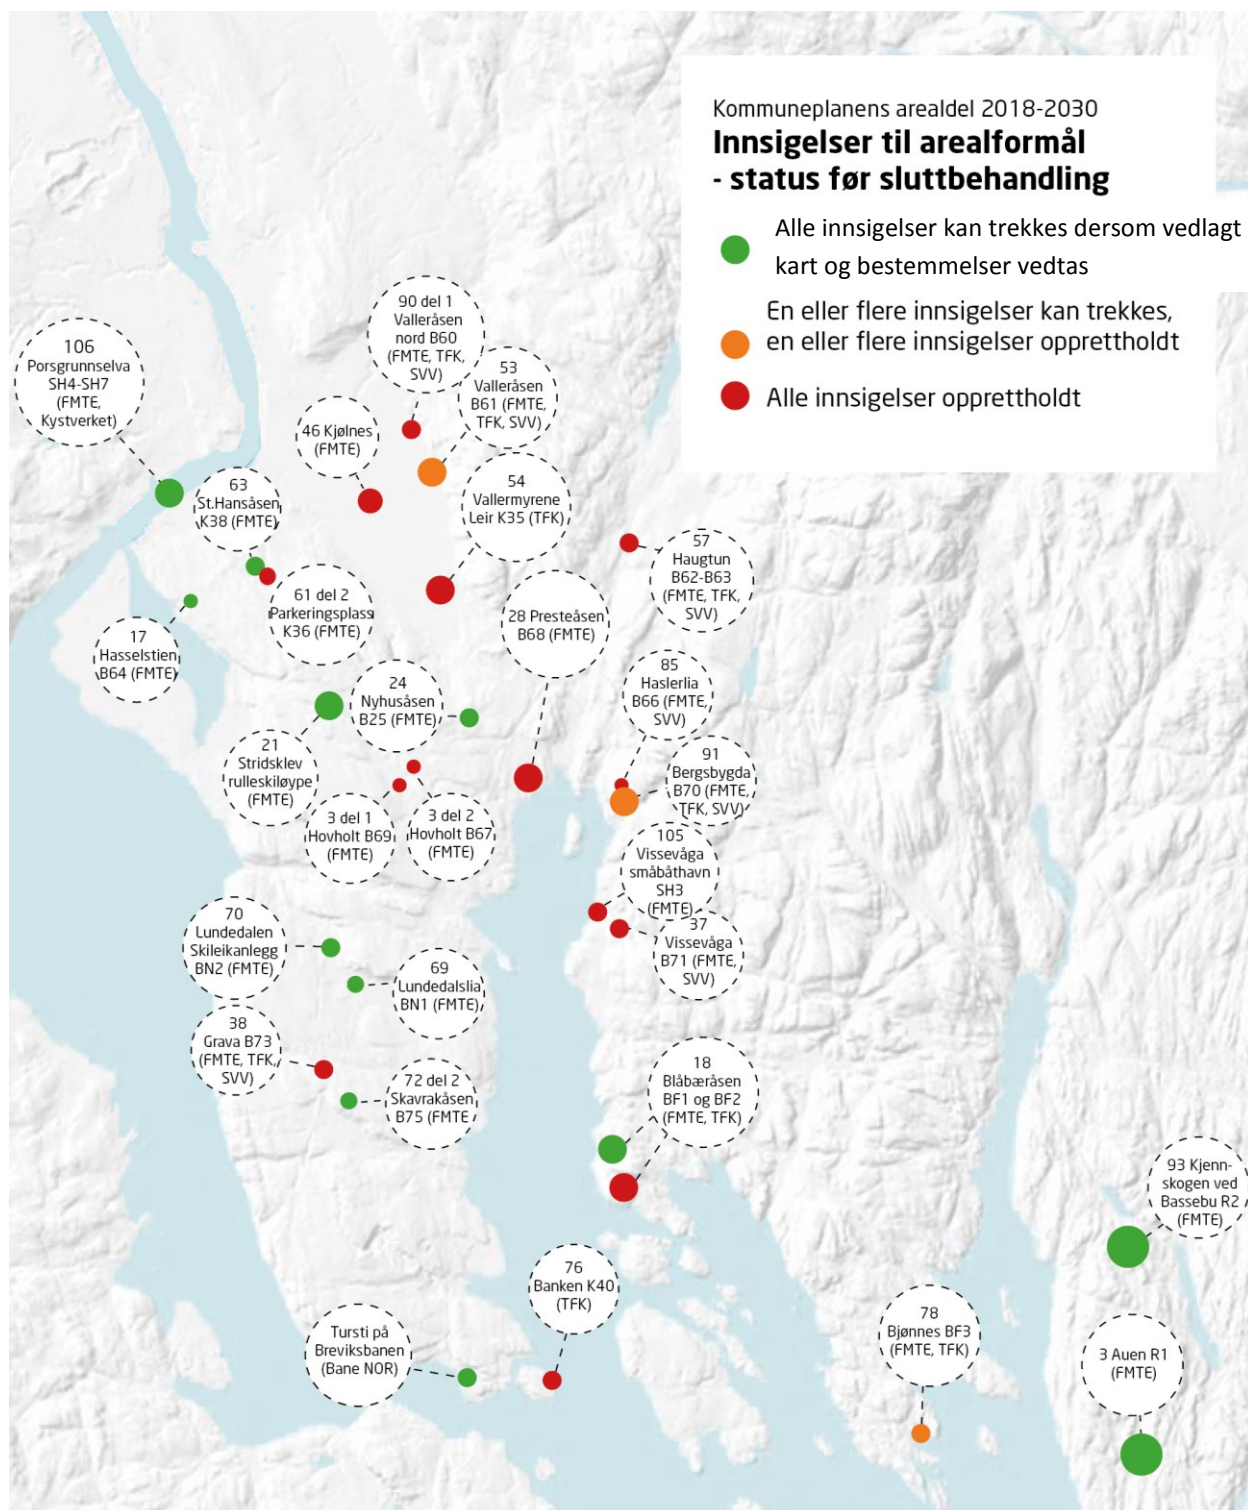 Kommuneplanens arealdel 2018-2030
Innsigelser til arealformål
- status før sluttbehandling
Alle innsigelser kan trekkes dersom vedlagt
kart og bestemmelser vedtas
En eller flere innsigelser kan trekkes,
en eller flere innsigelser opprettholdt
Alle innsigelser opprettholdt
90 del 1
Valleråsen
nord B60
(FMTE, TFK,
SVV)
106
Porsgrunnselva
SH4-SH7
(FMTE,
Kystverket)
53
Valleråsen
B61 (FMTE,
TFK, SVV)
46 Kjølnes
(FMTE)
63
St.Hansåsen
K38 (FMTE)
54
Vallermyrene
Leir K35 (TFK)
57
Haugtun
B62-B63
(FMTE, TFK,
SVV)
61 del 2
Parkeringsplass
K36 (FMTE)
28 Presteåsen
B68 (FMTE)
17
Hasselstien
B64 (FMTE)
24
Nyhusåsen
B25 (FMTE)
85
Haslerlia
B66 (FMTE,
SVV)
21
Stridsklev
rulleskiløype
(FMTE)
91
Bergsbygda
B70 (FMTE,
TFK, SVV)
3 del 1
Hovholt B69
(FMTE)
3 del 2
Hovholt B67
(FMTE)
105
Vissevåga
småbåthavn
SH3
(FMTE)
70
Lundedalen
Skileikanlegg
BN2 (FMTE)
37
Vissevåga
B71 (FMTE,
SVV)
69
Lundedalslia
BN1 (FMTE)
38
Grava B73
(FMTE, TFK,
SVV)
72 del 2
Skavrakåsen
B75 (FMTE
18
Blåbæråsen
BF1 og BF2
(FMTE, TFK)
93 Kjenn-
skogen ved
Bassebu R2
(FMTE)
76
Banken K40
(TFK)
Tursti på
Breviksbanen
(Bane NOR)
78
Bjønnes BF3
(FMTE, TFK)
3 Auen R1
(FMTE)